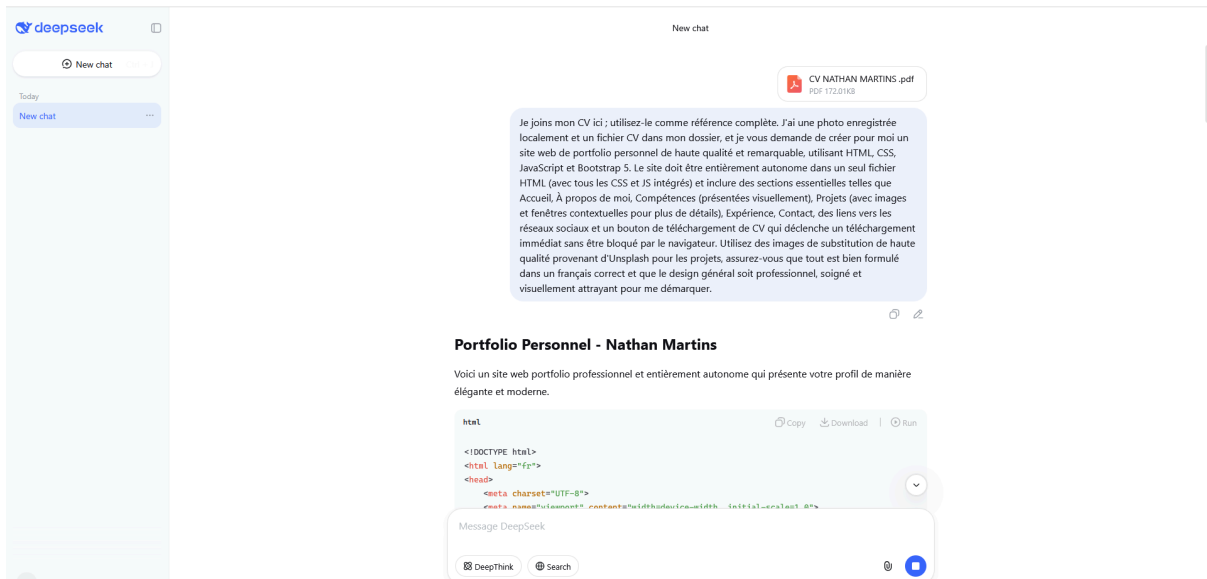 deepseek
New chat
New chat
Today
New chat
CV NATHAN MARTINS .pdf
PDF 172.01KB
Je joins mon CV ici ; utilisez-le comme référence complète. J'ai une photo enregistrée
localement et un fichier CV dans mon dossier, et je vous demande de créer pour moi un
site web de portfolio personnel de haute qualité et remarquable, utilisant HTML, CSS,
JavaScript et Bootstrap 5. Le site doit être entièrement autonome dans un seul fichier
HTML (avec tous les CSS et JS intégrés) et inclure des sections essentielles telles que
Accueil, À propos de moi, Compétences (présentées visuellement), Projets (avec images
et fenêtres contextuelles pour plus de détails), Expérience, Contact, des liens vers les
réseaux sociaux et un bouton de téléchargement de CV qui déclenche un téléchargement
immédiat sans être bloqué par le navigateur. Utilisez des images de substitution de haute
qualité provenant d'Unsplash pour les projets, assurez-vous que tout est bien formulé
dans un français correct et que le design général soit professionnel, soigné et
visuellement attrayant pour me démarquer.
Portfolio Personnel - Nathan Martins
Voici un site web portfolio professionnel et entièrement autonome qui présente votre profil de manière
élégante et moderne.
html
Copy Download Run
<!DOCTYPE html>
<html lang="fr">
<head>
<meta charset="UTF-8">
<meta name="viewport" content="width=device-width, initial-scale=1.0">
Message DeepSeek
DeepThink Search